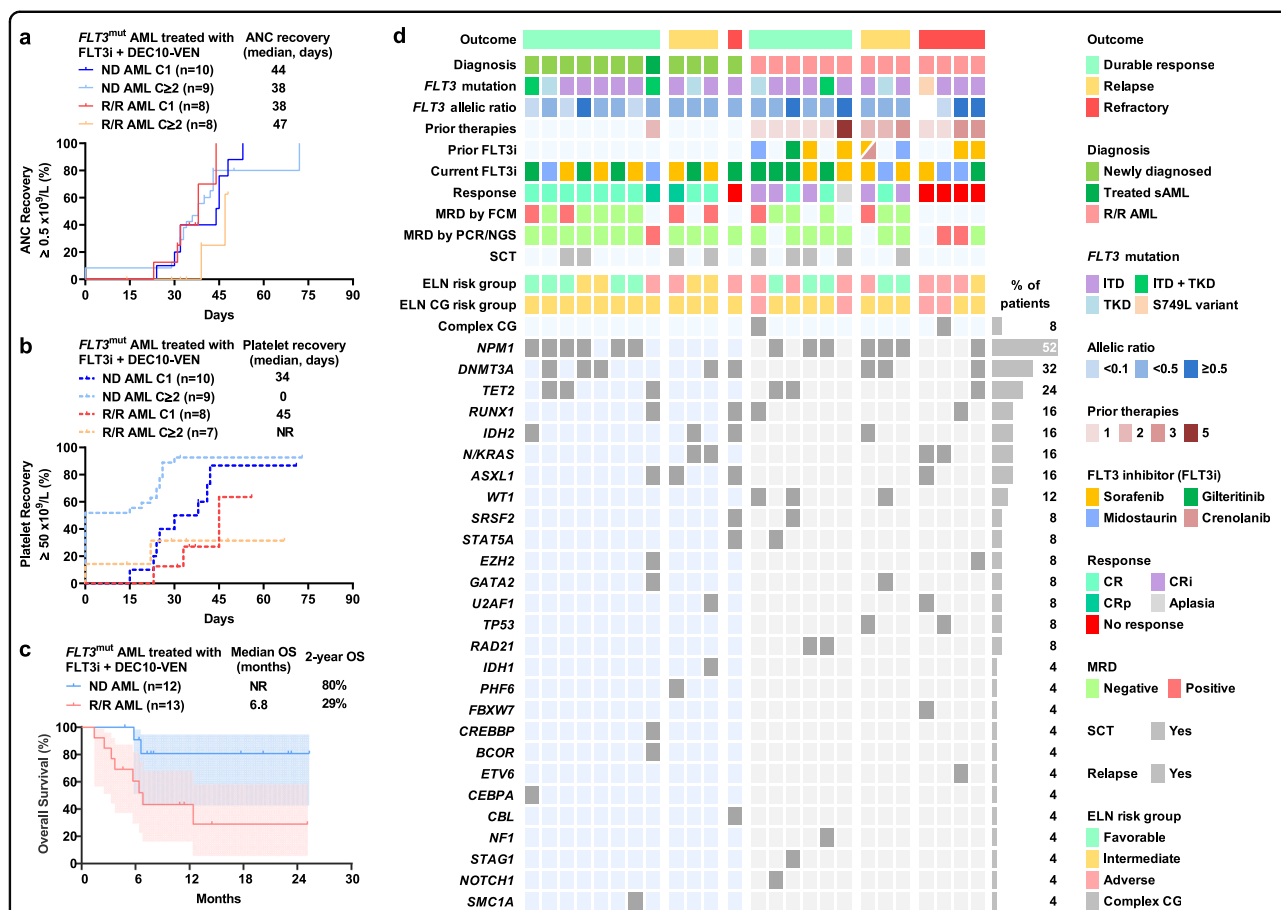 a
FLT3mut AML treated with ANC recovery
FLT3i + DEC10-VEN (median, days)
ND AML C1 (n=10) 44
ND AML C≥2 (n=9) 38
R/R AML C1 (n=8) 38
R/R AML C≥2 (n=8) 47
ANC Recovery
≥ 0.5 x10⁹/L (%)
100
80
60
40
20
0
0 15 30 45 60 75 90
Days
b
FLT3mut AML treated with Platelet recovery
FLT3i + DEC10-VEN (median, days)
ND AML C1 (n=10) 34
ND AML C≥2 (n=9) 0
R/R AML C1 (n=8) 45
R/R AML C≥2 (n=7) NR
Platelet Recovery
≥ 50 x10⁹/L (%)
100
80
60
40
20
0
0 15 30 45 60 75 90
Days
c
FLT3mut AML treated with Median OS 2-year OS
FLT3i + DEC10-VEN (months)
ND AML (n=12) NR 80%
R/R AML (n=13) 6.8 29%
Overall Survival (%)
100
80
60
40
20
0
0 6 12 18 24 30
Months
d
Outcome
Diagnosis
FLT3 mutation
FLT3 allelic ratio
Prior therapies
Prior FLT3i
Current FLT3i
Response
MRD by FCM
MRD by PCR/NGS
SCT
ELN risk group
ELN CG risk group
% of
patients
Complex CG 8
NPM1 52
DNMT3A 32
TET2 24
RUNX1 16
IDH2 16
N/KRAS 16
ASXL1 16
WT1 12
SRSF2 8
STAT5A 8
EZH2 8
GATA2 8
U2AF1 8
TP53 8
RAD21 8
IDH1 4
PHF6 4
FBXW7 4
CREBBP 4
BCOR 4
ETV6 4
CEBPA 4
CBL 4
NF1 4
STAG1 4
NOTCH1 4
SMC1A 4
Outcome
Durable response
Relapse
Refractory
Diagnosis
Newly diagnosed
Treated sAML
R/R AML
FLT3 mutation
ITD ITD + TKD
TKD S749L variant
Allelic ratio
<0.1 <0.5 ≥0.5
Prior therapies
1 2 3 5
FLT3 inhibitor (FLT3i)
Sorafenib Gilteritinib
Midostaurin Crenolanib
Response
CR CRi
CRp Aplasia
No response
MRD
Negative Positive
SCT Yes
Relapse Yes
ELN risk group
Favorable
Intermediate
Adverse
Complex CG